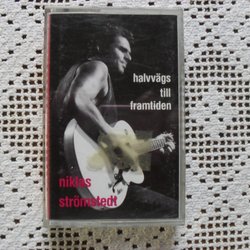 halvvägs
till
framtiden
niklas
strömstedt